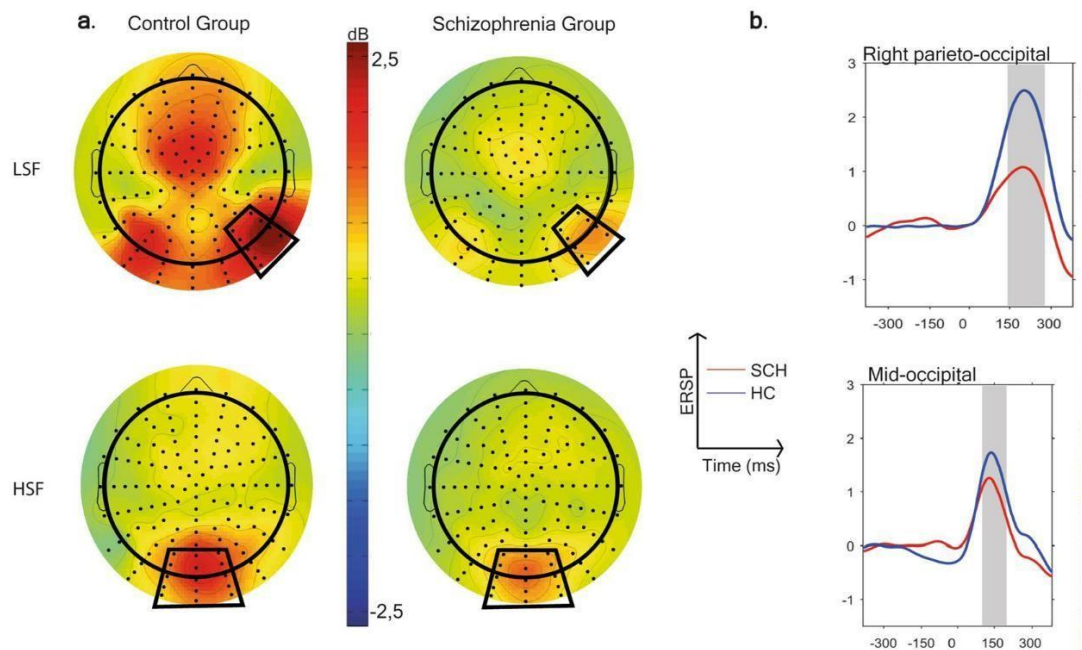 a.
Control Group
Schizophrenia Group
b.
dB
2,5
-2,5
LSF
HSF
Right parieto-occipital
3
2
1
0
-1
-300 -150 0 150 300
ERSP
Time (ms)
SCH
HC
Mid-occipital
3
2
1
0
-1
-300 -150 0 150 300